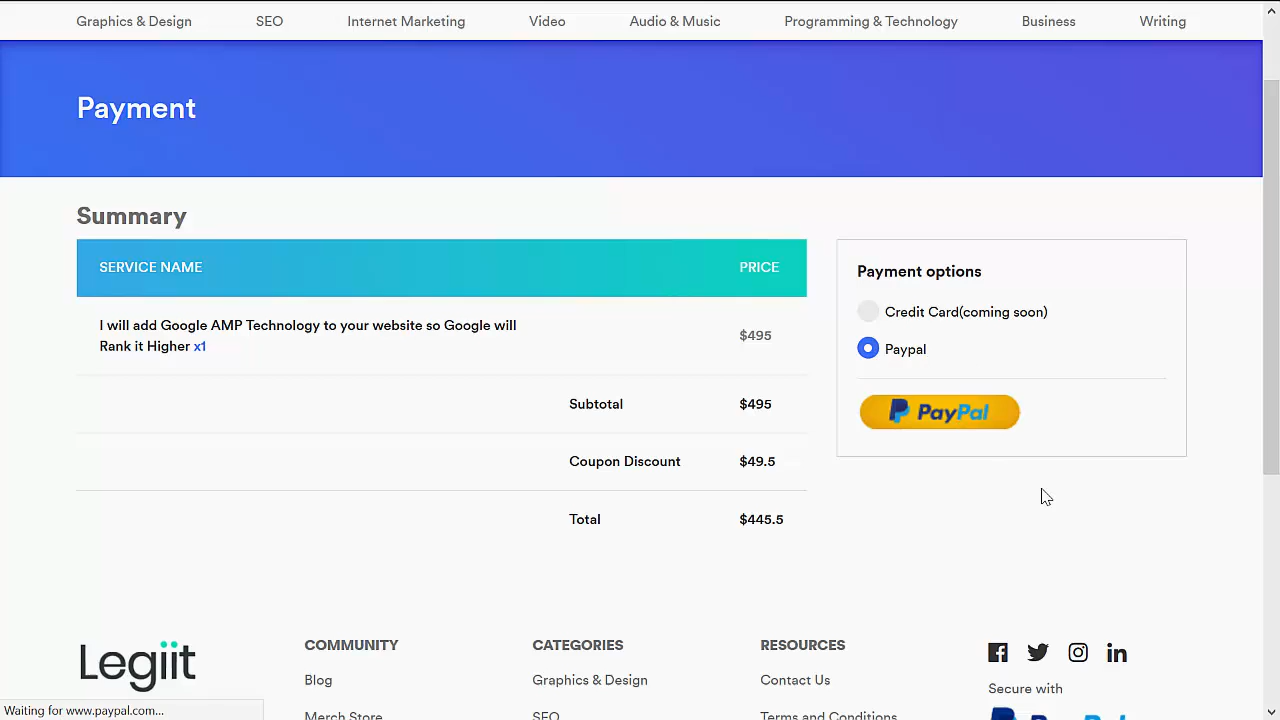 Graphics & Design SEO Internet Marketing Video Audio & Music Programming & Technology Business Writing
Payment
Summary
SERVICE NAME PRICE
I will add Google AMP Technology to your website so Google will
Rank it Higher x1
$495
Subtotal $495
Coupon Discount $49.5
Total $445.5
Payment options
Credit Card(coming soon)
Paypal
PayPal
Legiit
COMMUNITY
Blog
Merch Store
CATEGORIES
Graphics & Design
SEO
RESOURCES
Contact Us
Terms and Conditions
Secure with
Waiting for www.paypal.com...